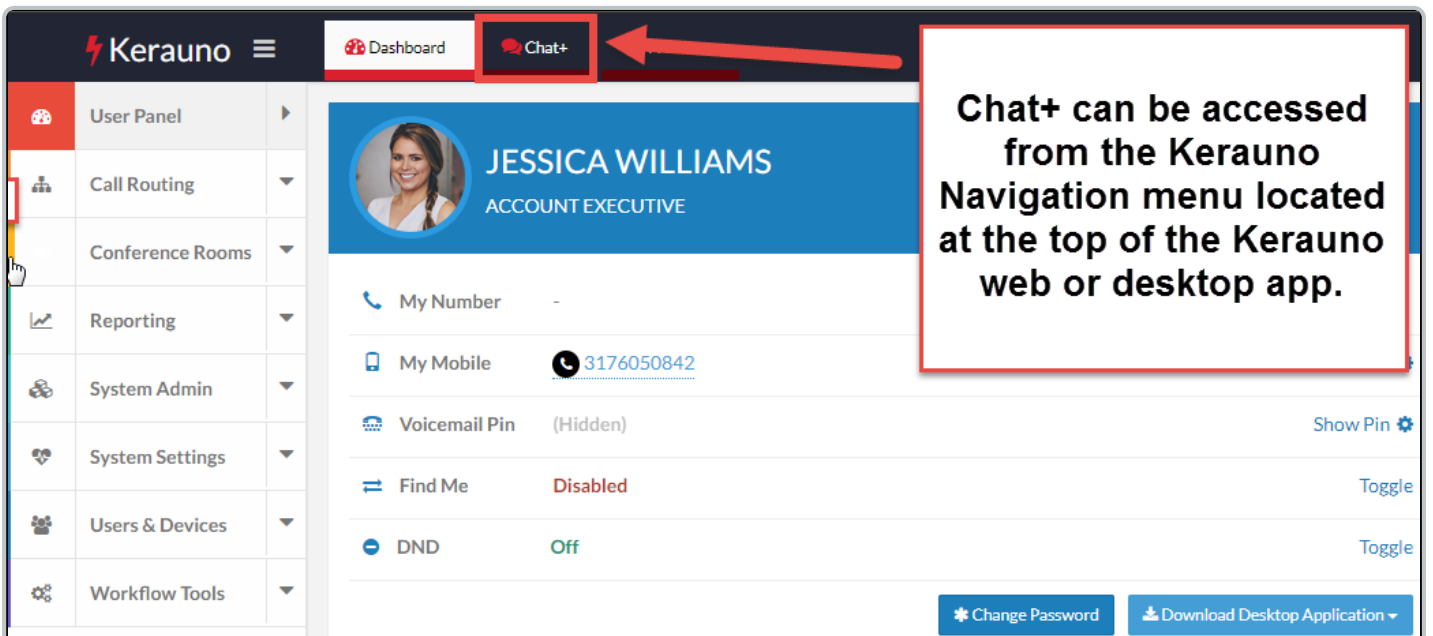 Kerauno
Dashboard
Chat+
Chat+ can be accessed
from the Kerauno
Navigation menu located
at the top of the Kerauno
web or desktop app.
User Panel
Call Routing
Conference Rooms
Reporting
System Admin
System Settings
Users & Devices
Workflow Tools
JESSICA WILLIAMS
ACCOUNT EXECUTIVE
My Number -
My Mobile 3176050842
Voicemail Pin (Hidden) Show Pin
Find Me Disabled Toggle
DND Off Toggle
Change Password Download Desktop Application